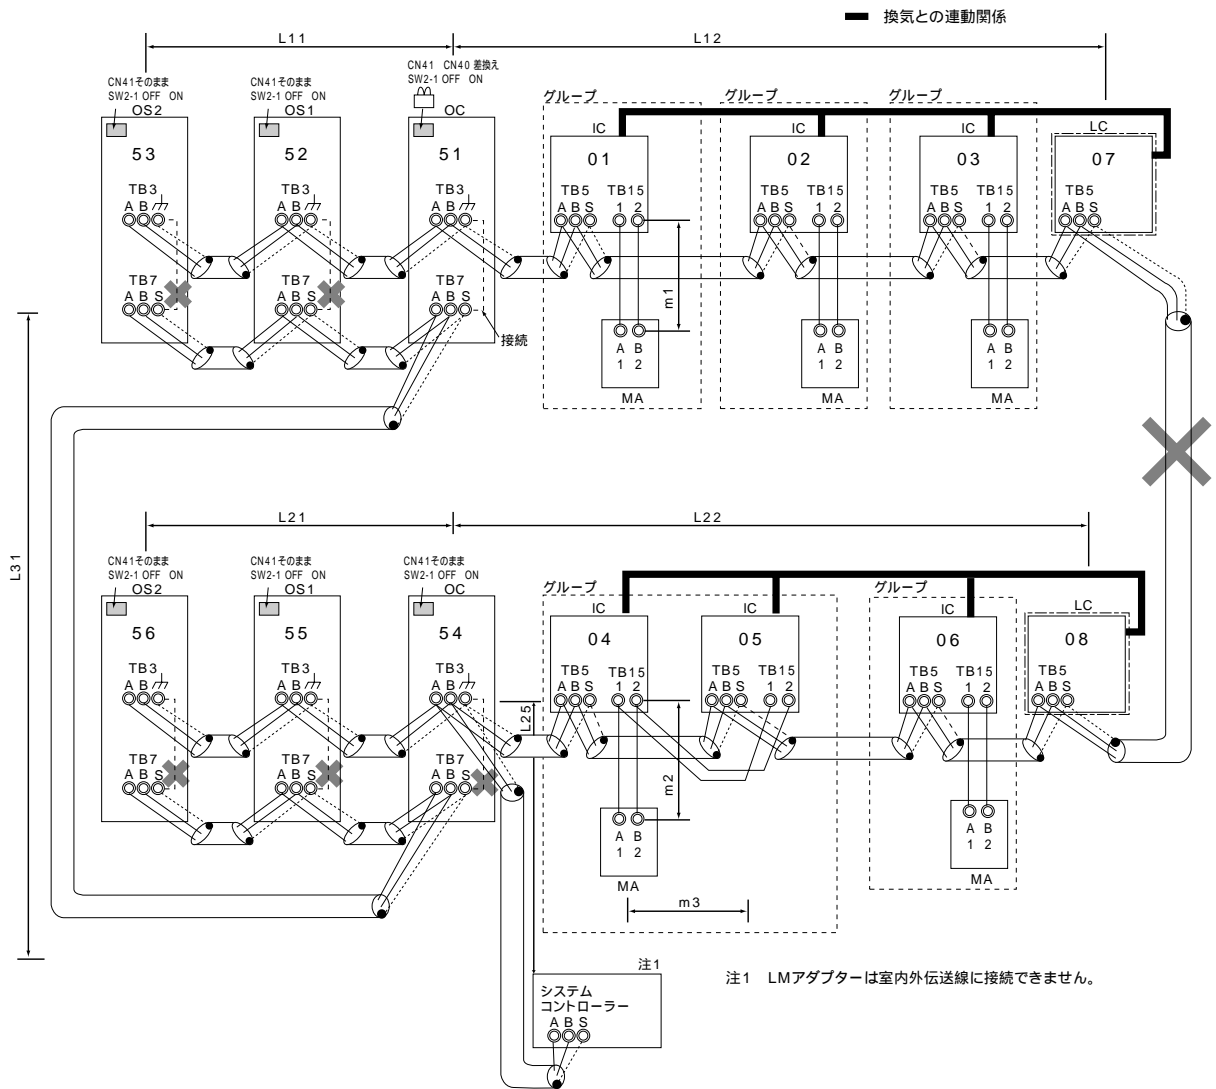 換気との連動関係
L11
L12
CN41そのまま
SW2-1 OFF ON
OS2
CN41そのまま
SW2-1 OFF ON
OS1
CN41 CN40 差換え
SW2-1 OFF ON
OC
グループ
グループ
グループ
IC
IC
IC
LC
53
52
51
01
02
03
07
TB3
TB3
TB3
TB5 TB15
TB5 TB15
TB5 TB15
TB5
A B
A B
A B
A B S 1 2
A B S 1 2
A B S 1 2
A B S
TB7
TB7
TB7
A B S
A B S
A B S
接続
m1
A B
1 2
MA
A B
1 2
MA
A B
1 2
MA
L31
L21
L22
CN41そのまま
SW2-1 OFF ON
OS2
CN41そのまま
SW2-1 OFF ON
OS1
CN41そのまま
SW2-1 OFF ON
OC
グループ
グループ
IC
IC
IC
LC
56
55
54
04
05
06
08
TB3
TB3
TB3
TB5 TB15
TB5 TB15
TB5 TB15
TB5
A B
A B
A B
A B S 1 2
A B S 1 2
A B S 1 2
A B S
L25
TB7
TB7
TB7
A B S
A B S
A B S
m2
A B
1 2
MA
A B
1 2
MA
m3
注1
システム
コントローラー
A B S
注1 LMアダプターは室内外伝送線に接続できません。